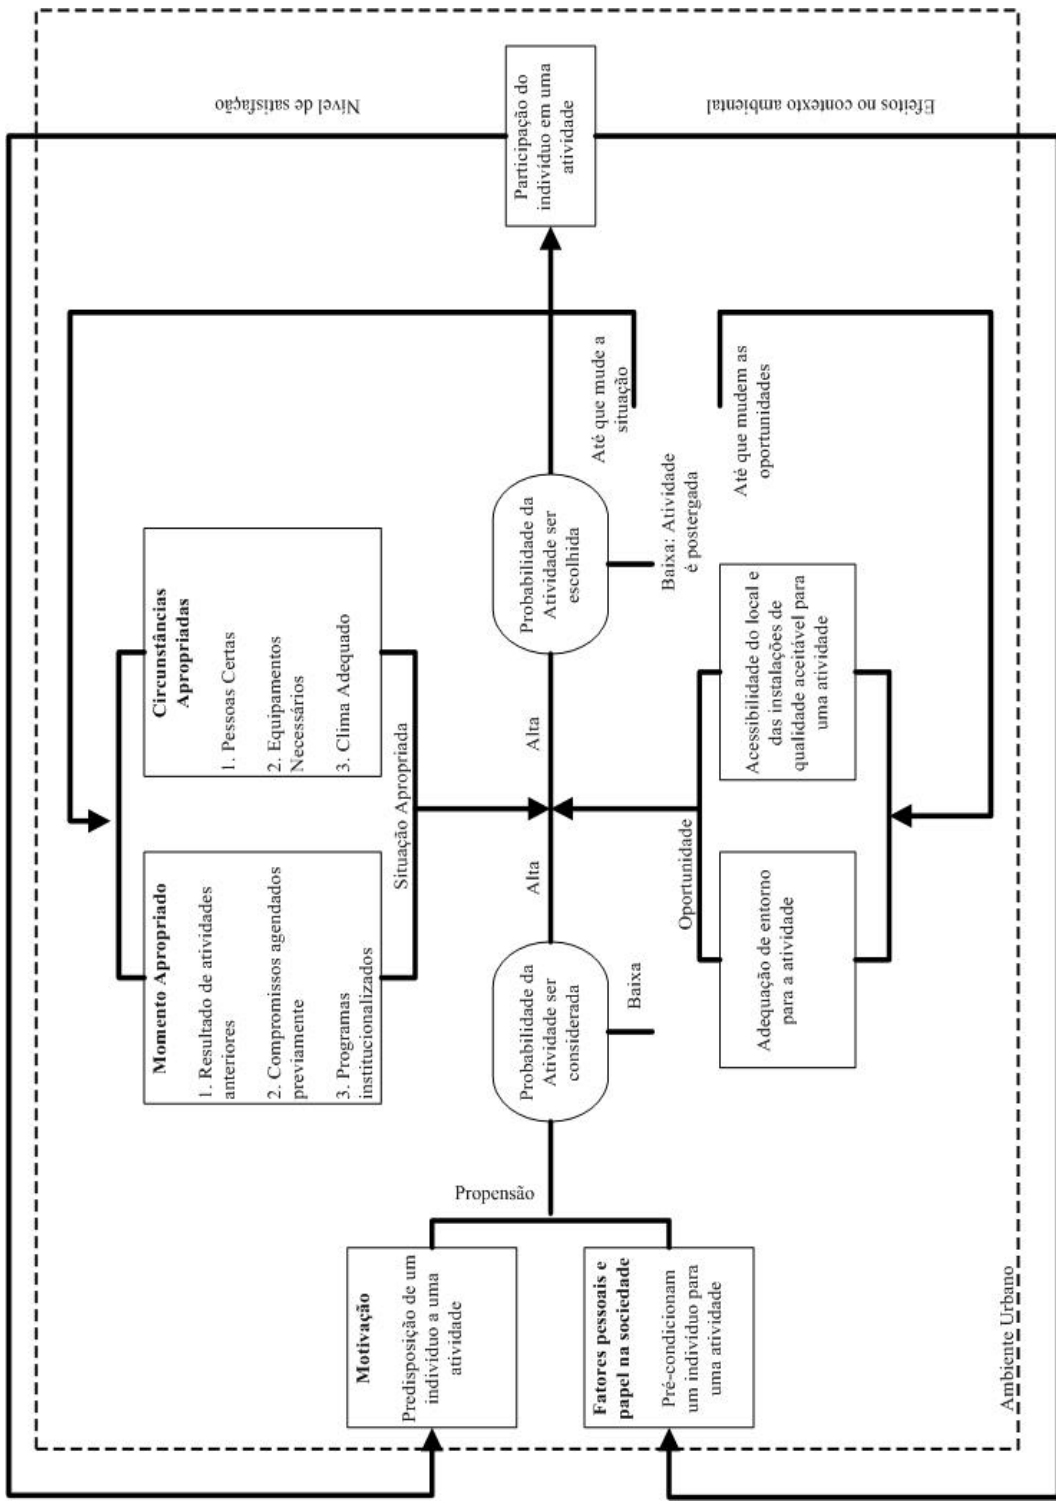 Momento Apropriado
1. Resultado de atividades
anteriores
2. Compromissos agendados
previamente
3. Programas
institucionalizados
Circunstâncias
Apropriadas
1. Pessoas Certas
2. Equipamentos
Necessários
3. Clima Adequado
Situação Apropriada
Nível de satisfação
Motivação
Predisposição de um
indivíduo a uma
atividade
Fatores pessoais e
papel na sociedade
Pré-condicionam
um indivíduo para
uma atividade
Propensão
Probabilidade da
Atividade ser
considerada
Baixa
Alta
Alta
Probabilidade da
Atividade ser
escolhida
Baixa: Atividade
é postergada
Até que mude a
situação
Participação do
indivíduo em uma
atividade
Oportunidade
Adequação de entorno
para a atividade
Acessibilidade do local e
das instalações de
qualidade aceitável para
uma atividade
Até que mudem as
oportunidades
Efeitos no contexto ambiental
Ambiente Urbano